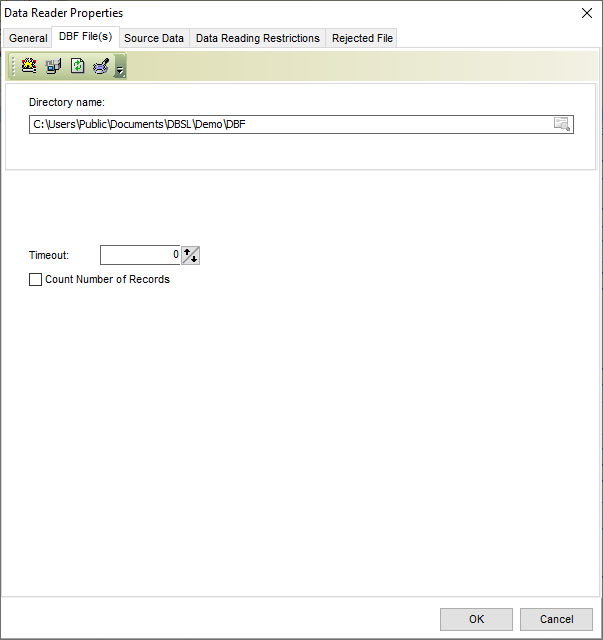 Data Reader Properties
General DBF File(s) Source Data Data Reading Restrictions Rejected File
Directory name:
C:\Users\Public\Documents\DBSL\Demo\DBF
Timeout: 0
Count Number of Records
OK Cancel